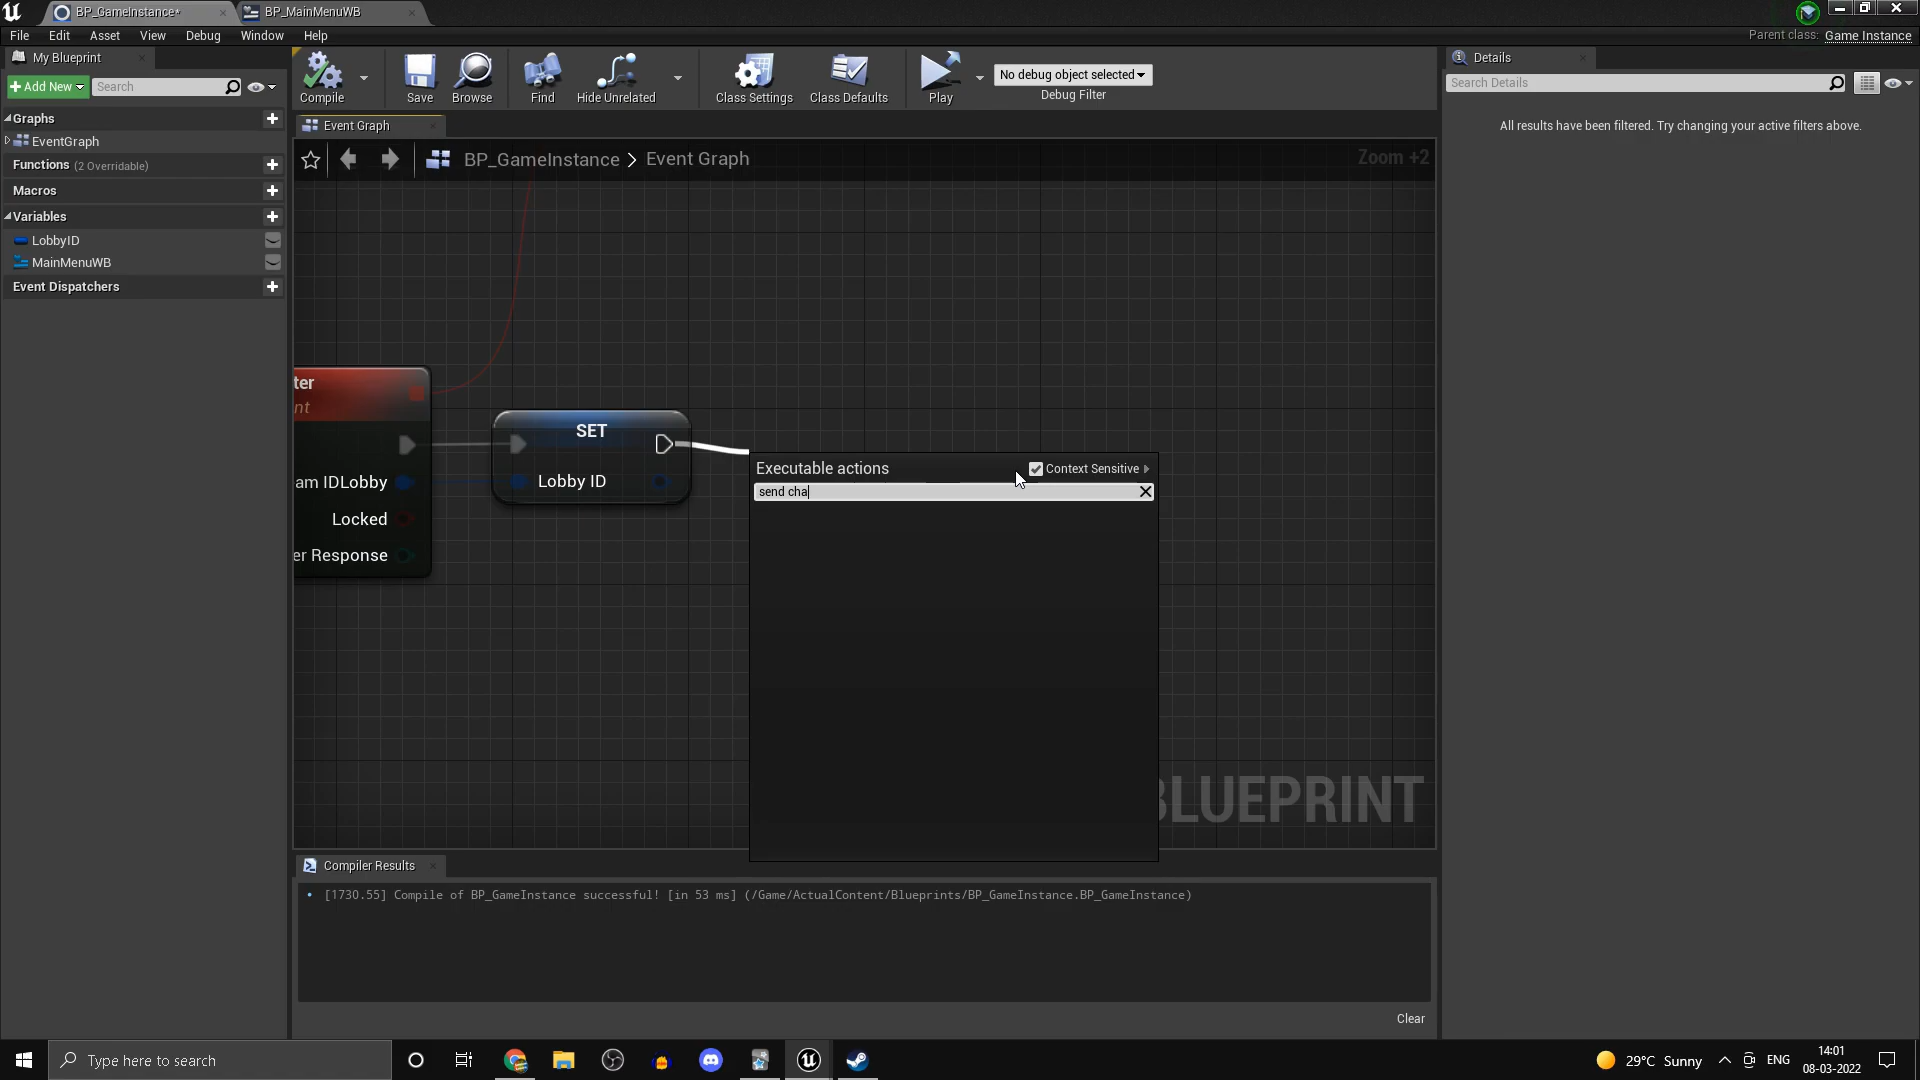 BP_GameInstance*
BP_MainMenuWB
File Edit Asset View Debug Window Help
Parent class: Game Instance
My Blueprint
Add New
Search
Compile
Save
Browse
Find
Hide Unrelated
Class Settings
Class Defaults
Play
No debug object selected
Debug Filter
Details
Search Details
All results have been filtered. Try changing your active filters above.
Graphs
EventGraph
Functions (2 Overridable)
Macros
Variables
LobbyID
MainMenuWB
Event Dispatchers
Event Graph
BP_GameInstance > Event Graph
Zoom +2
ter
nt
am IDLobby
Locked
er Response
SET
Lobby ID
Executable actions
Context Sensitive
send cha
BLUEPRINT
Compiler Results
• [1730.55] Compile of BP_GameInstance successful! [in 53 ms] (/Game/ActualContent/Blueprints/BP_GameInstance.BP_GameInstance)
Clear
Type here to search
29°C Sunny
ENG
14:01
08-03-2022